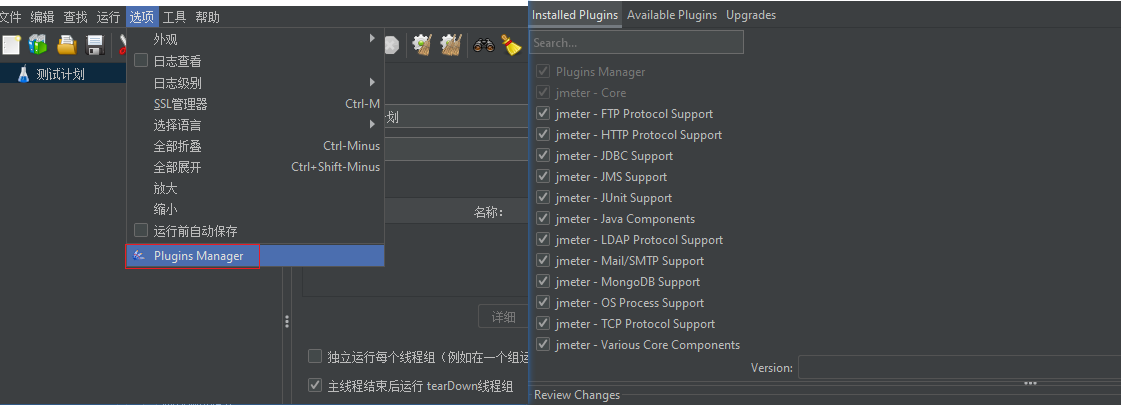 文件 编辑 查找 运行 选项 工具 帮助
测试计划
外观
日志查看
日志级别
SSL管理器 Ctrl-M
选择语言
全部折叠 Ctrl-Minus
全部展开 Ctrl+Shift-Minus
放大
缩小
运行前自动保存
Plugins Manager
划
名称:
详细
独立运行每个线程组（例如在一个组运
主线程结束后运行 tearDown线程组
Installed Plugins Available Plugins Upgrades
Search...
Plugins Manager
jmeter - Core
jmeter - FTP Protocol Support
jmeter - HTTP Protocol Support
jmeter - JDBC Support
jmeter - JMS Support
jmeter - JUnit Support
jmeter - Java Components
jmeter - LDAP Protocol Support
jmeter - Mail/SMTP Support
jmeter - MongoDB Support
jmeter - OS Process Support
jmeter - TCP Protocol Support
jmeter - Various Core Components
Version:
Review Changes